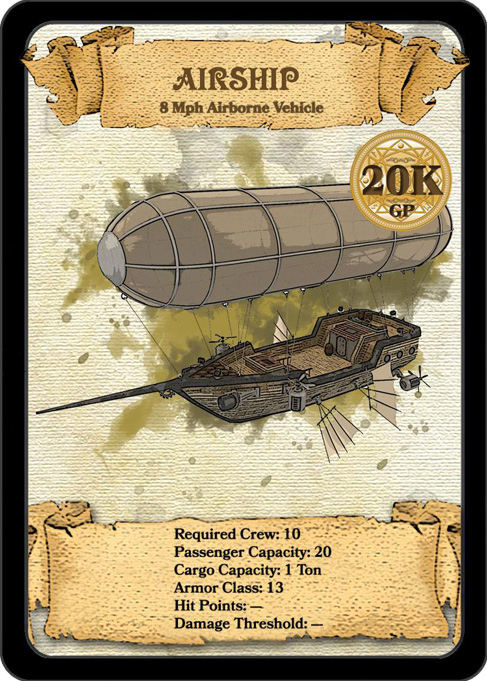 AIRSHIP
8 Mph Airborne Vehicle
20K
GP
Required Crew: 10
Passenger Capacity: 20
Cargo Capacity: 1 Ton
Armor Class: 13
Hit Points: —
Damage Threshold: —